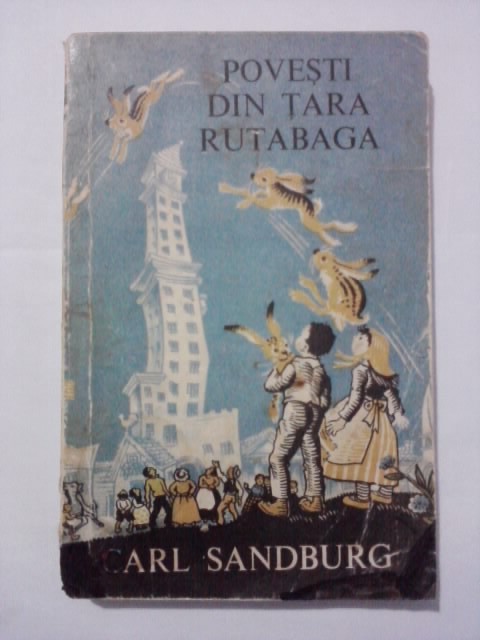 POVEȘTI
DIN ȚARA
RUTABAGA
CARL SANDBURG